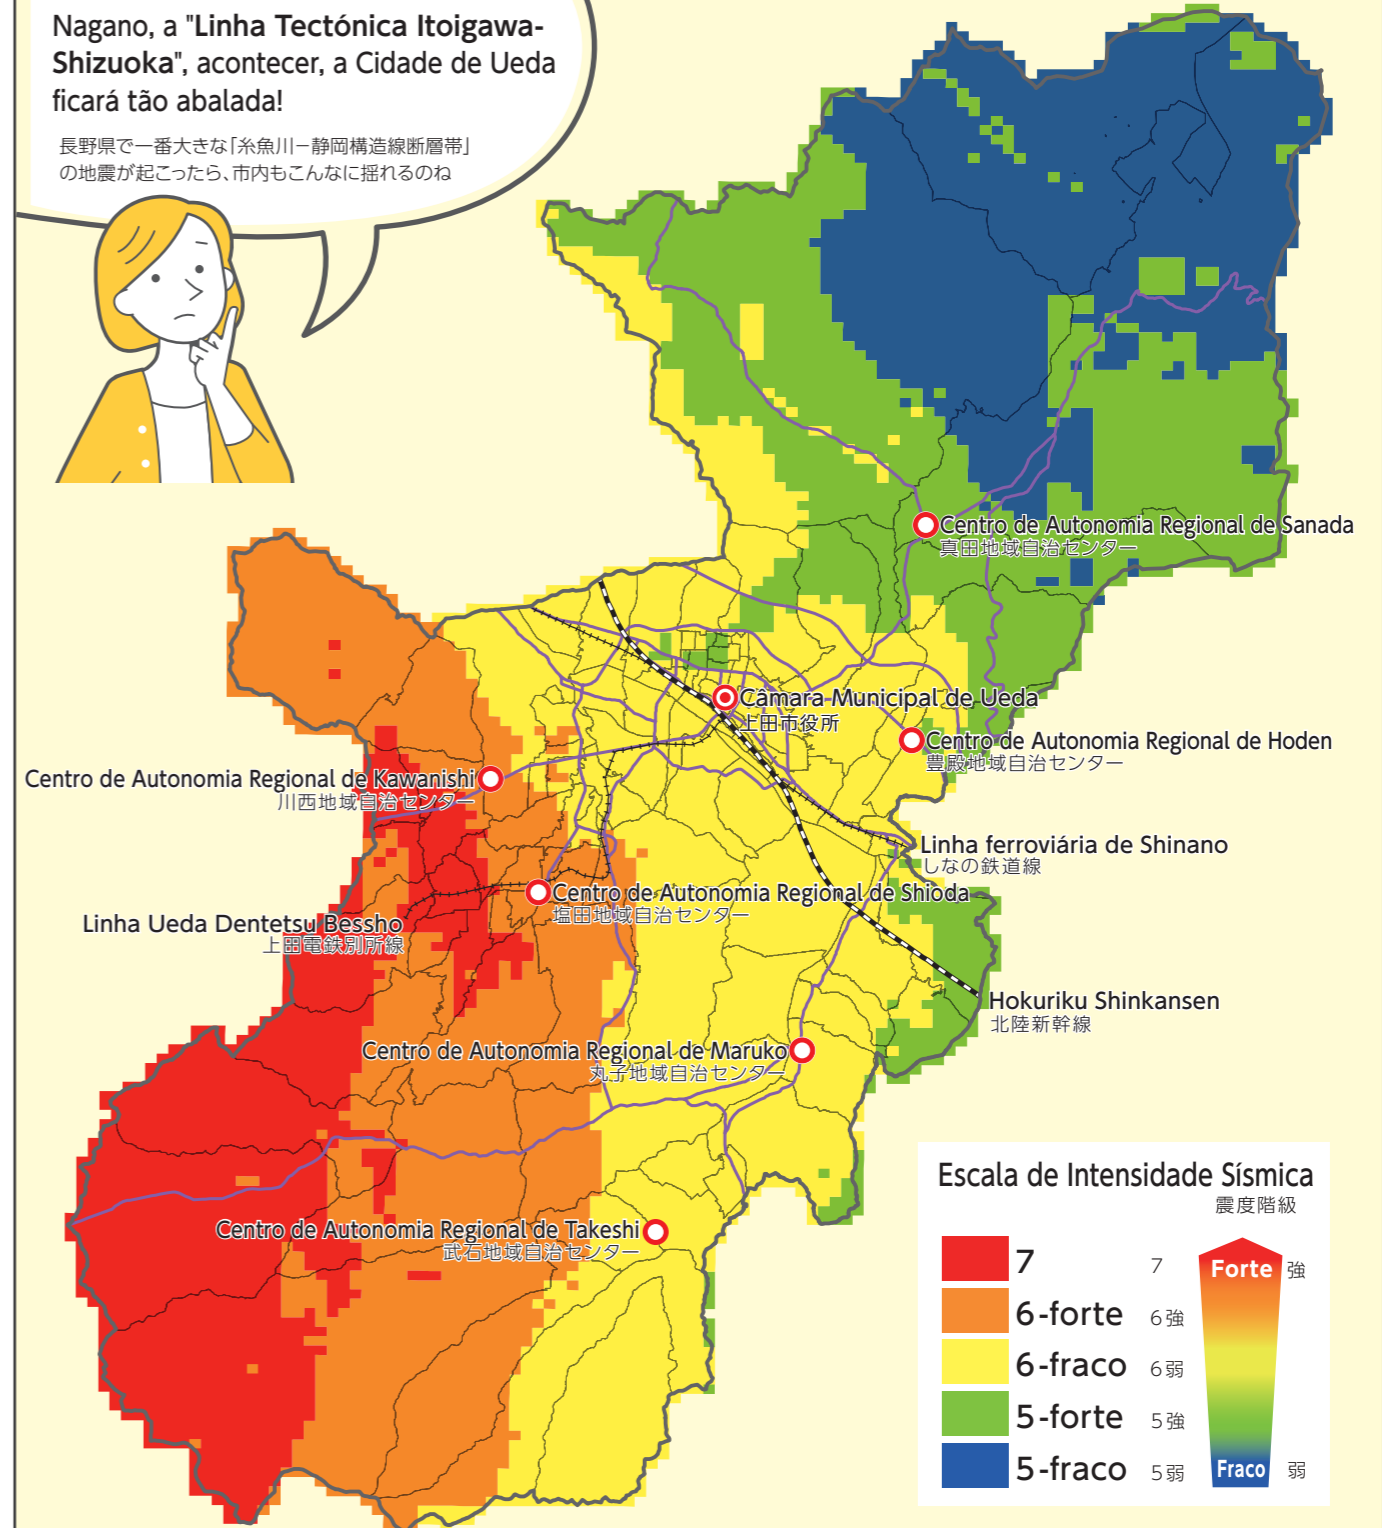 Nagano, a "Linha Tectónica Itoigawa-
Shizuoka", acontecer, a Cidade de Ueda
ficará tão abalada!
長野県で一番大きな「糸魚川－静岡構造線断層帯」
の地震が起こったら、市内もこんなに揺れるのね
Centro de Autonomia Regional de Sanada
真田地域自治センター
Câmara Municipal de Ueda
上田市役所
Centro de Autonomia Regional de Hoden
豊殿地域自治センター
Centro de Autonomia Regional de Kawanishi
川西地域自治センター
Linha ferroviária de Shinano
しなの鉄道線
Centro de Autonomia Regional de Shioda
塩田地域自治センター
Linha Ueda Dentetsu Bessho
上田電鉄別所線
Hokuriku Shinkansen
北陸新幹線
Centro de Autonomia Regional de Maruko
丸子地域自治センター
Centro de Autonomia Regional de Takeshi
武石地域自治センター
Escala de Intensidade Sísmica
震度階級
7 7
6-forte 6強
6-fraco 6弱
5-forte 5強
5-fraco 5弱
Forte 強
Fraco 弱